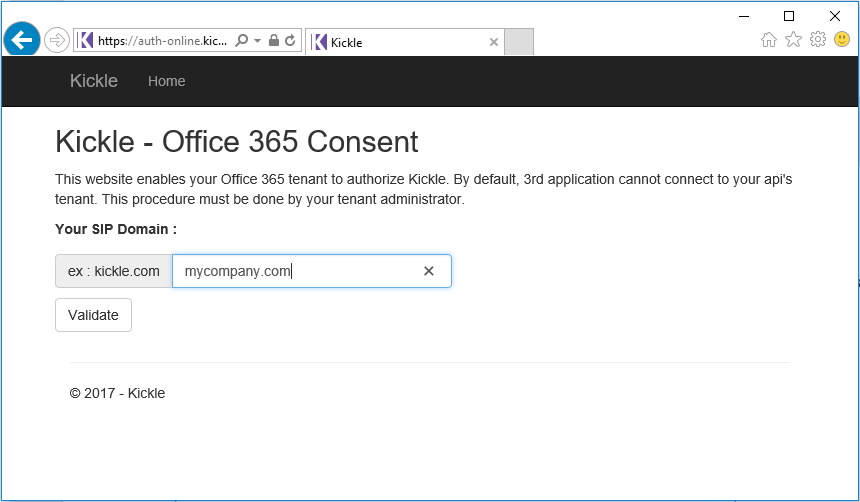 https://auth-online.kic...
Kickle
Kickle Home
Kickle - Office 365 Consent
This website enables your Office 365 tenant to authorize Kickle. By default, 3rd application cannot connect to your api's
tenant. This procedure must be done by your tenant administrator.
Your SIP Domain :
ex : kickle.com mycompany.com
Validate
© 2017 - Kickle